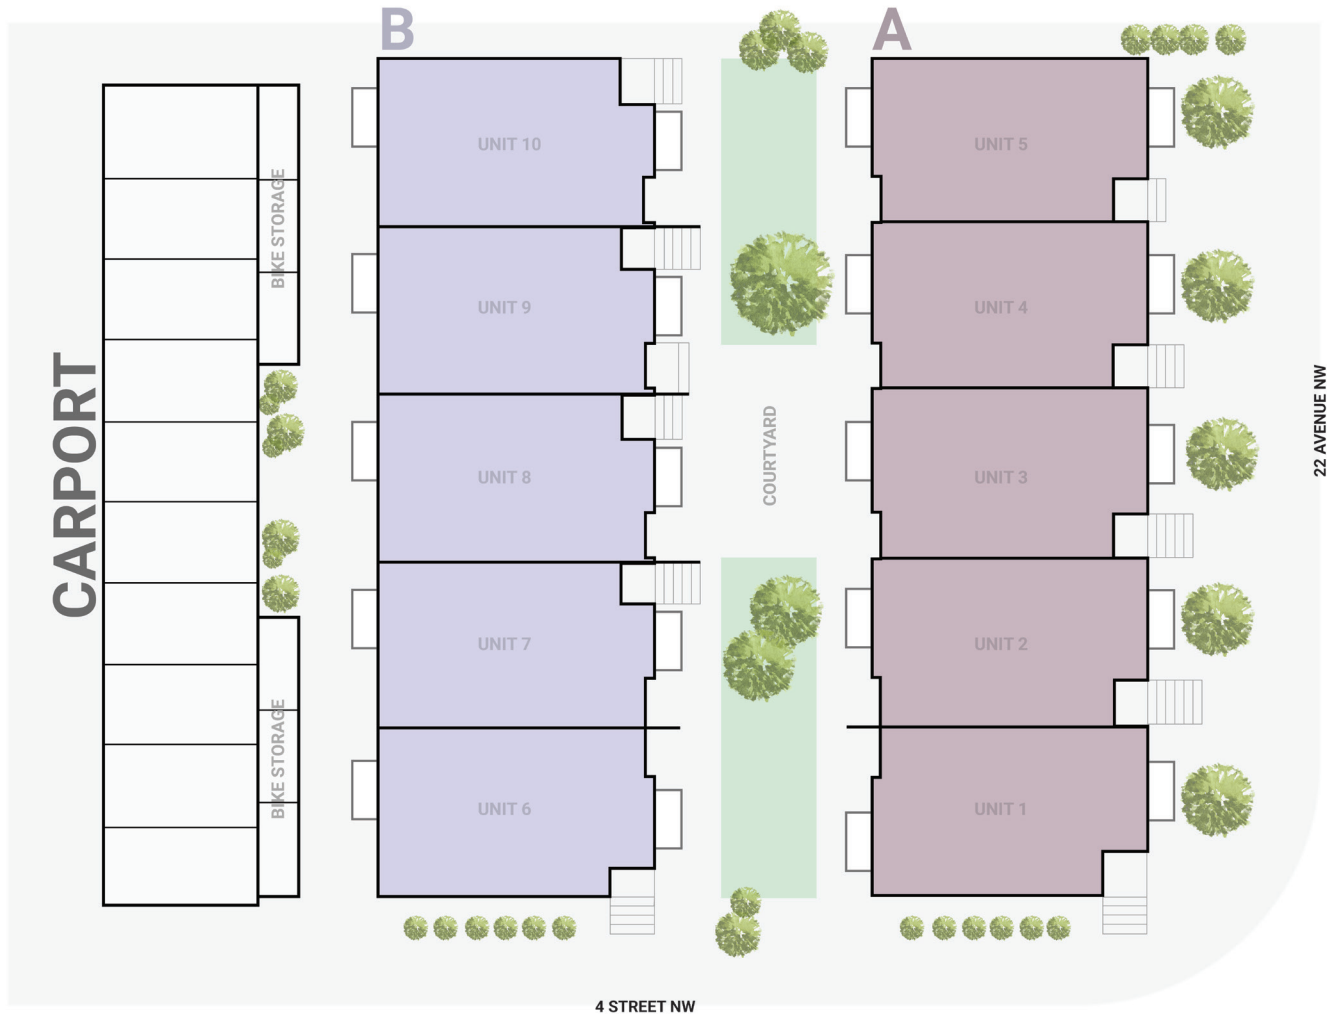 B
A
UNIT 10
UNIT 5
BIKE STORAGE
UNIT 9
UNIT 4
CARPORT
COURTYARD
22 AVENUE NW
UNIT 8
UNIT 3
UNIT 7
UNIT 2
BIKE STORAGE
UNIT 6
UNIT 1
4 STREET NW